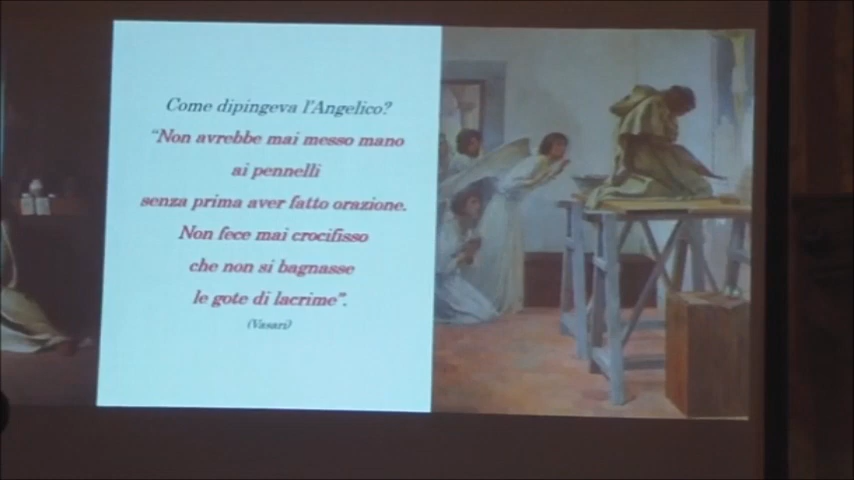 Come dipingeva l'Angelico?
"Non avrebbe mai messo mano
ai pennelli
senza prima aver fatto orazione.
Non fece mai crocifisso
che non si bagnasse
le gote di lacrime".
(Vasari)